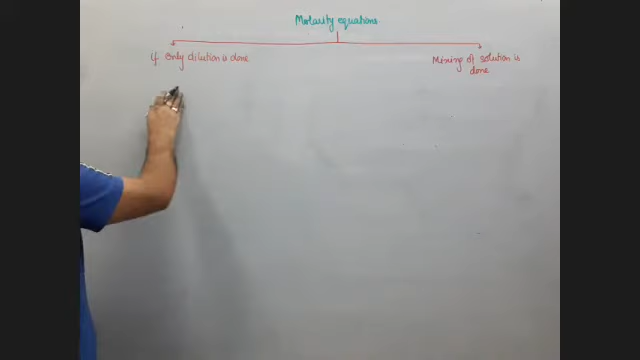 Molarity equations
if Only dilution is done
Mixing of solution is
done